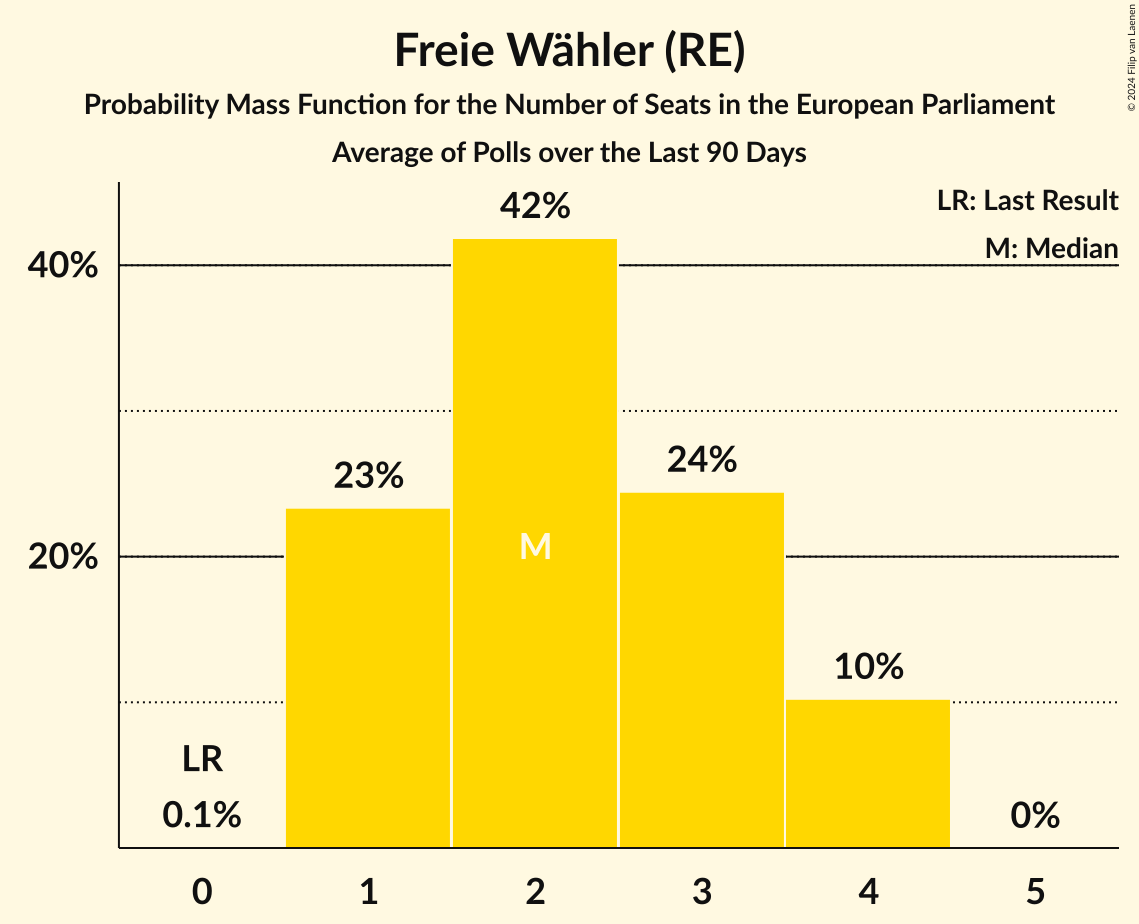 Freie Wähler (RE)
Probability Mass Function for the Number of Seats in the European Parliament
Average of Polls over the Last 90 Days
© 2024 Filip van Laenen
LR: Last Result
M: Median
42%
40%
24%
23%
M
20%
10%
LR
0.1%
0%
0 1 2 3 4 5